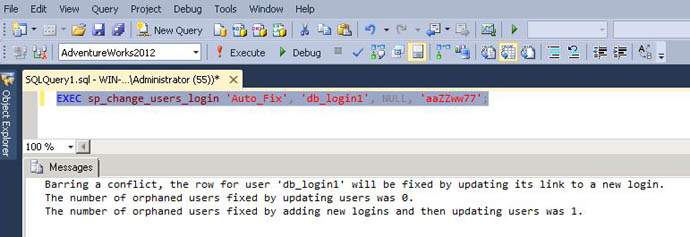 File Edit View Query Project Debug Tools Window Help
New Query
AdventureWorks2012 Execute Debug
SQLQuery1.sql - WIN-...\Administrator (55))*
Object Explorer
EXEC sp_change_users_login 'Auto_Fix', 'db_login1', NULL, 'aaZZww77';
100 %
Messages
Barring a conflict, the row for user 'db_login1' will be fixed by updating its link to a new login.
The number of orphaned users fixed by updating users was 0.
The number of orphaned users fixed by adding new logins and then updating users was 1.